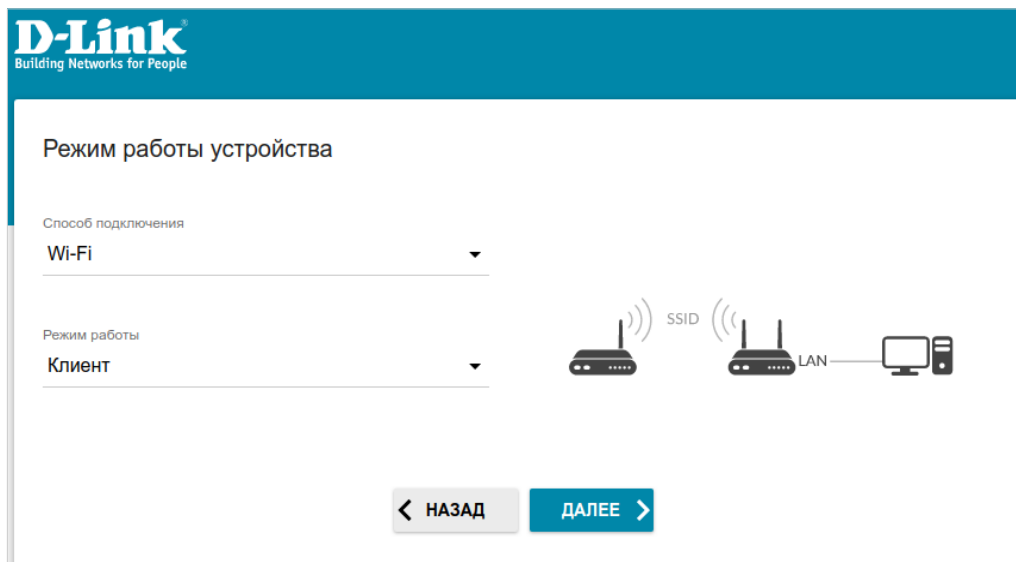 D-Link®
Building Networks for People
Режим работы устройства
Способ подключения
Wi-Fi
Режим работы
Клиент
SSID
LAN
НАЗАД
ДАЛЕЕ